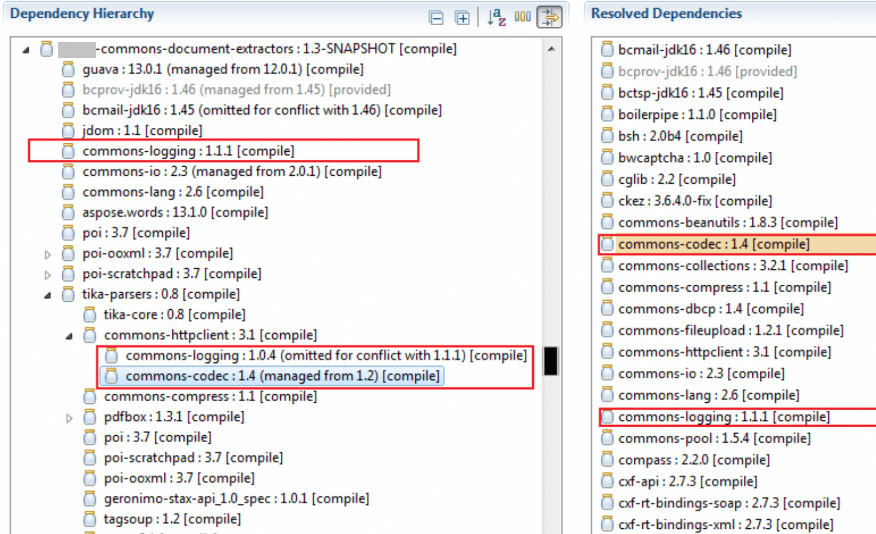 Dependency Hierarchy
-commons-document-extractors : 1.3-SNAPSHOT [compile]
guava : 13.0.1 (managed from 12.0.1) [compile]
bcprov-jdk16 : 1.46 (managed from 1.45) [provided]
bcmail-jdk16 : 1.45 (omitted for conflict with 1.46) [compile]
jdom : 1.1 [compile]
commons-logging : 1.1.1 [compile]
commons-io : 2.3 (managed from 2.0.1) [compile]
commons-lang : 2.6 [compile]
aspose.words : 13.1.0 [compile]
poi : 3.7 [compile]
poi-ooxml : 3.7 [compile]
poi-scratchpad : 3.7 [compile]
tika-parsers : 0.8 [compile]
tika-core : 0.8 [compile]
commons-httpclient : 3.1 [compile]
commons-logging : 1.0.4 (omitted for conflict with 1.1.1) [compile]
commons-codec : 1.4 (managed from 1.2) [compile]
commons-compress : 1.1 [compile]
pdfbox : 1.3.1 [compile]
poi : 3.7 [compile]
poi-scratchpad : 3.7 [compile]
poi-ooxml : 3.7 [compile]
geronimo-stax-api_1.0_spec : 1.0.1 [compile]
tagsoup : 1.2 [compile]
Resolved Dependencies
bcmail-jdk16 : 1.46 [compile]
bcprov-jdk16 : 1.46 [provided]
bctsp-jdk16 : 1.45 [compile]
boilerpipe : 1.1.0 [compile]
bsh : 2.0b4 [compile]
bwcaptcha : 1.0 [compile]
cglib : 2.2 [compile]
ckez : 3.6.4.0-fix [compile]
commons-beanutils : 1.8.3 [compile]
commons-codec : 1.4 [compile]
commons-collections : 3.2.1 [compile]
commons-compress : 1.1 [compile]
commons-dbcp : 1.4 [compile]
commons-fileupload : 1.2.1 [compile]
commons-httpclient : 3.1 [compile]
commons-io : 2.3 [compile]
commons-lang : 2.6 [compile]
commons-logging : 1.1.1 [compile]
commons-pool : 1.5.4 [compile]
compass : 2.2.0 [compile]
cxf-api : 2.7.3 [compile]
cxf-rt-bindings-soap : 2.7.3 [compile]
cxf-rt-bindings-xml : 2.7.3 [compile]